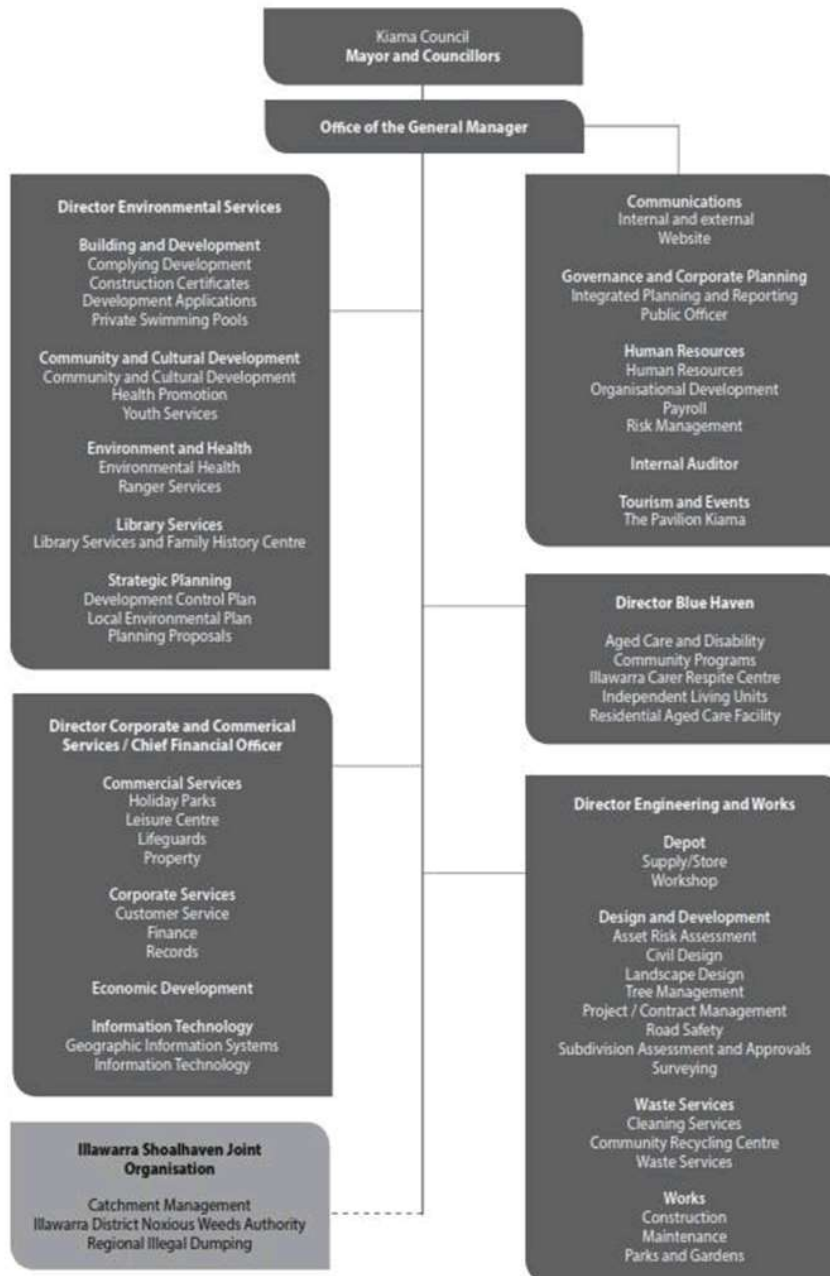 Kiama Council
Mayor and Councillors
Office of the General Manager
Director Environmental Services
Building and Development
Complying Development
Construction Certificates
Development Applications
Private Swimming Pools
Community and Cultural Development
Community and Cultural Development
Health Promotion
Youth Services
Environment and Health
Environmental Health
Ranger Services
Library Services
Library Services and Family History Centre
Strategic Planning
Development Control Plan
Local Environmental Plan
Planning Proposals
Director Corporate and Commerical
Services / Chief Financial Officer
Commercial Services
Holiday Parks
Leisure Centre
Lifeguards
Property
Corporate Services
Customer Service
Finance
Records
Economic Development
Information Technology
Geographic Information Systems
Information Technology
Illawarra Shoalhaven Joint
Organisation
Catchment Management
Illawarra District Noxious Weeds Authority
Regional Illegal Dumping
Communications
Internal and external
Website
Governance and Corporate Planning
Integrated Planning and Reporting
Public Officer
Human Resources
Human Resources
Organisational Development
Payroll
Risk Management
Internal Auditor
Tourism and Events
The Pavilion Kiama
Director Blue Haven
Aged Care and Disability
Community Programs
Illawarra Carer Respite Centre
Independent Living Units
Residential Aged Care Facility
Director Engineering and Works
Depot
Supply/Store
Workshop
Design and Development
Asset Risk Assessment
Civil Design
Landscape Design
Tree Management
Project / Contract Management
Road Safety
Subdivision Assessment and Approvals
Surveying
Waste Services
Cleaning Services
Community Recycling Centre
Waste Services
Works
Construction
Maintenance
Parks and Gardens